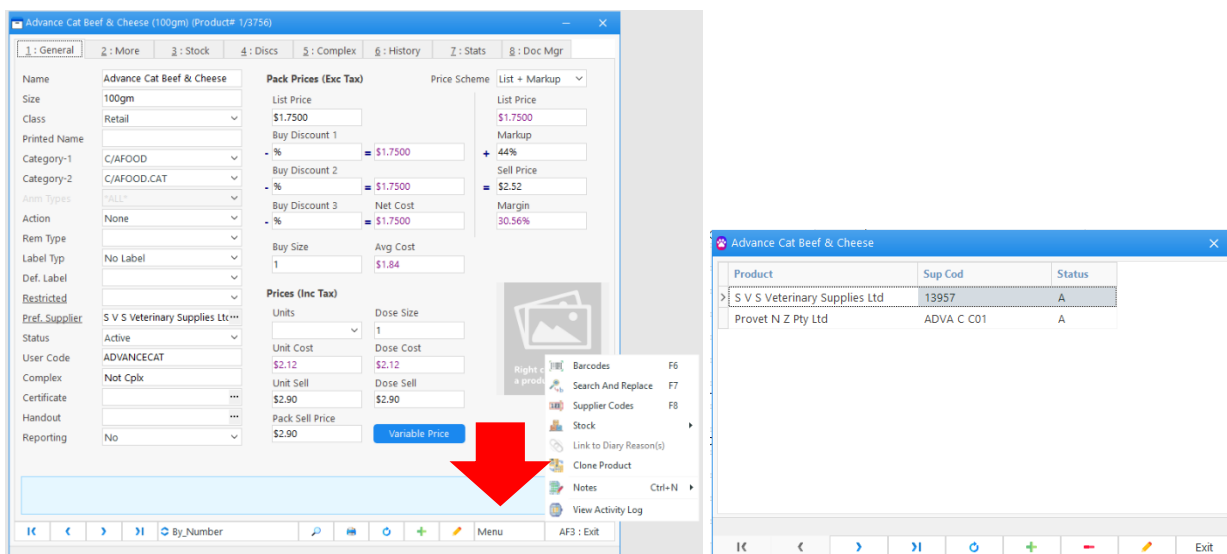 Advance Cat Beef & Cheese (100gm) (Product# 1/3756)
1 : General 2 : More 3 : Stock 4 : Discs 5 : Complex 6 : History 7 : Stats 8 : Doc Mgr
Name Advance Cat Beef & Cheese
Size 100gm
Class Retail
Printed Name
Category-1 C/AFOOD
Category-2 C/AFOOD.CAT
Anm Types *ALL*
Action None
Rem Type
Label Typ No Label
Def. Label
Restricted
Pref. Supplier S V S Veterinary Supplies Ltc ...
Status Active
User Code ADVANCECAT
Complex Not Cplx
Certificate ...
Handout ...
Reporting No
Pack Prices (Exc Tax) Price Scheme List + Markup
List Price List Price
$1.7500 $1.7500
Buy Discount 1 Markup
- % = $1.7500 + 44%
Buy Discount 2 Sell Price
- % = $1.7500 = $2.52
Buy Discount 3 Net Cost Margin
- % = $1.7500 30.56%
Buy Size Avg Cost
1 $1.84
Prices (Inc Tax)
Units Dose Size
1
Unit Cost Dose Cost
$2.12 $2.12
Unit Sell Dose Sell
$2.90 $2.90
Pack Sell Price
$2.90 Variable Price
Right c
a produ
Barcodes F6
Search And Replace F7
Supplier Codes F8
Stock
Link to Diary Reason(s)
Clone Product
Notes Ctrl+N
View Activity Log
By_Number Menu AF3 : Exit
Advance Cat Beef & Cheese
Product Sup Cod Status
S V S Veterinary Supplies Ltd 13957 A
Provet N Z Pty Ltd ADVA C C01 A
Exit